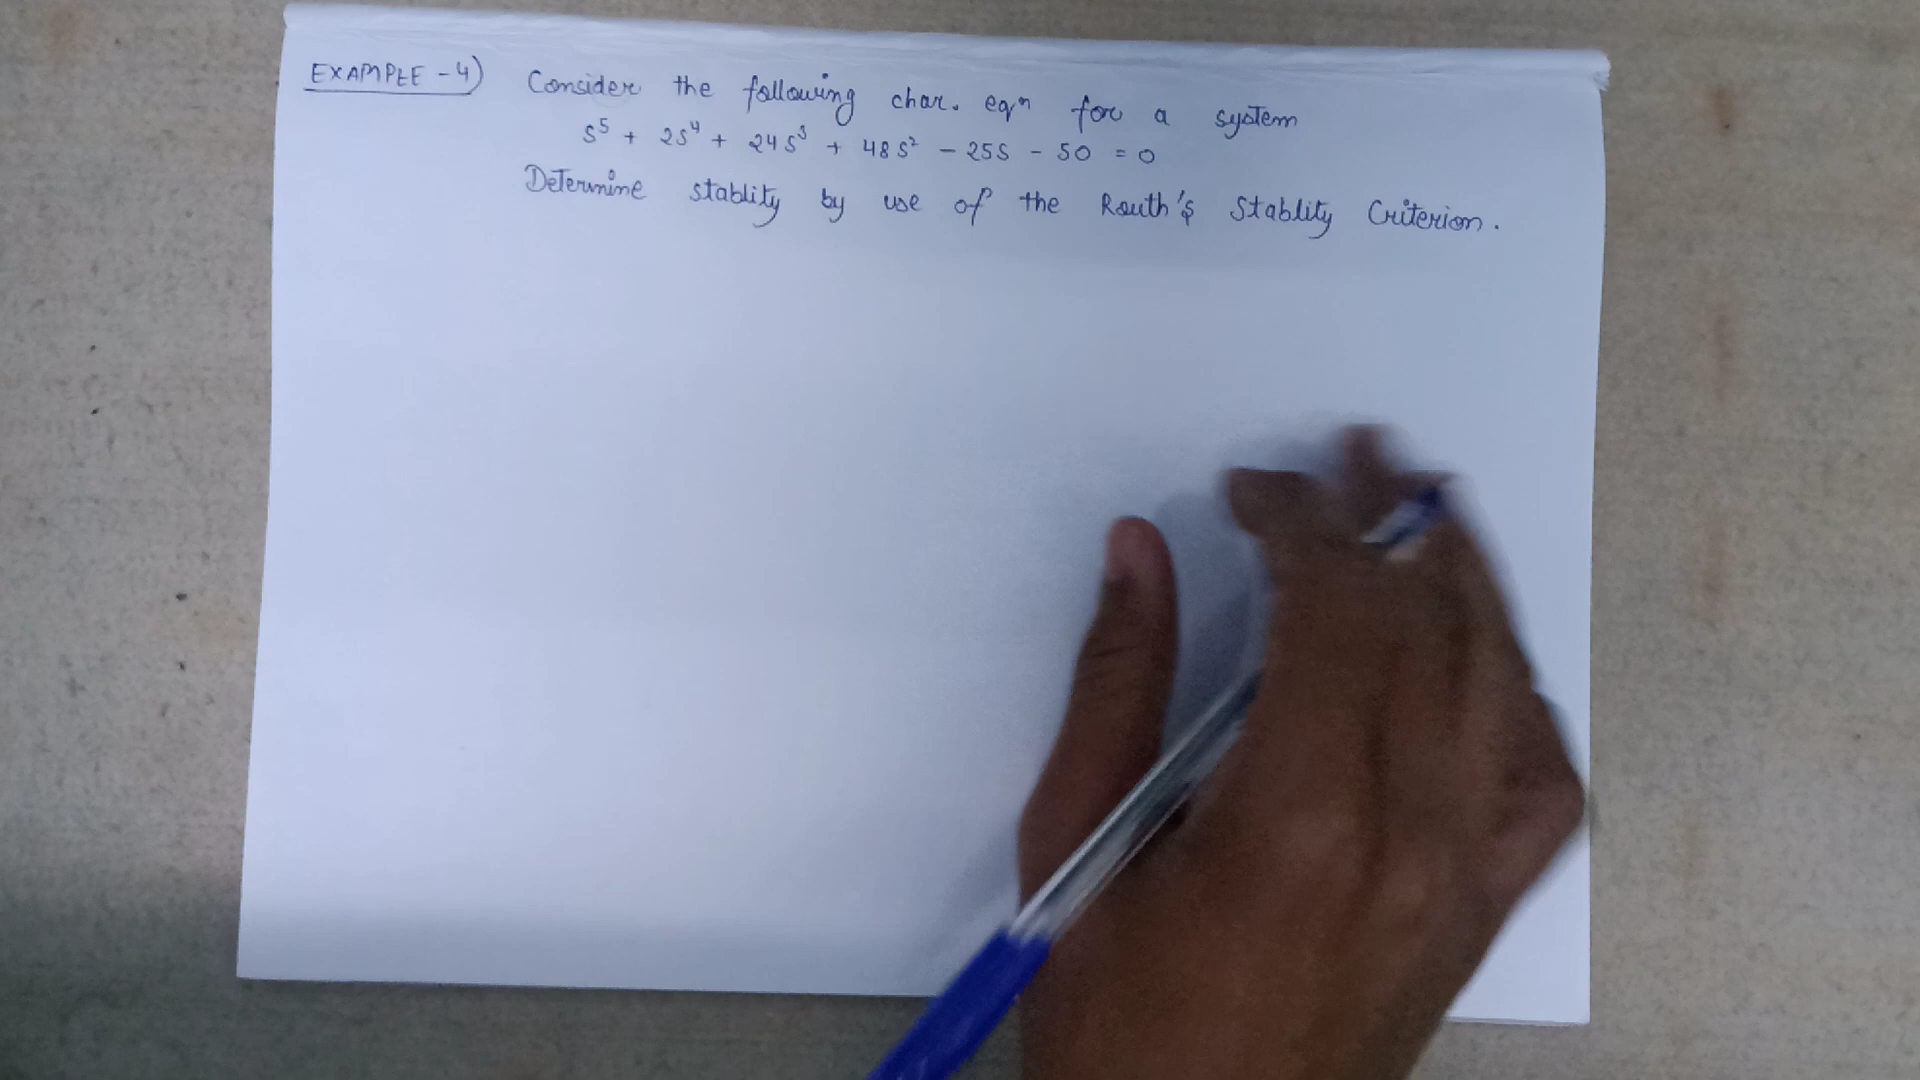 EXAMPLE-4) Consider the following char. eqⁿ for a system
s⁵ + 2s⁴ + 24s³ + 48s² - 25s - 50 = 0
Determine stablity by use of the Routh's Stablity Criterion.